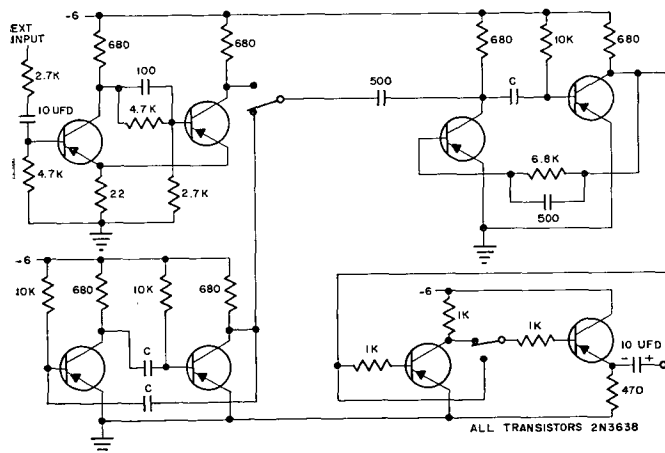 -6
EXT
INPUT
680
680
680
10K
680
2.7K
100
500
C
10 UFD
4.7K
4.7K
22
2.7K
6.8K
500
-6
10K
680
10K
680
C
C
-6
1K
1K
1K
10 UFD
- +
470
ALL TRANSISTORS 2N3638